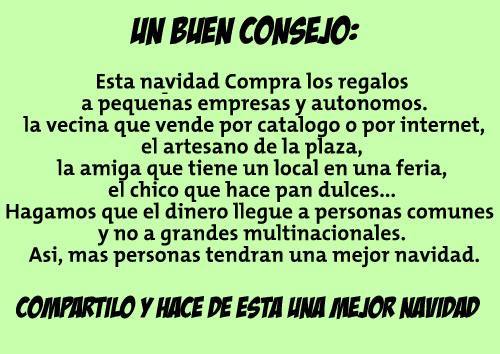 UN BUEN CONSEJO:
Esta navidad Compra los regalos
a pequeñas empresas y autonomos.
la vecina que vende por catalogo o por internet,
el artesano de la plaza,
la amiga que tiene un local en una feria,
el chico que hace pan dulces...
Hagamos que el dinero llegue a personas comunes
y no a grandes multinacionales.
Asi, mas personas tendran una mejor navidad.
COMPARTILO Y HACE DE ESTA UNA MEJOR NAVIDAD